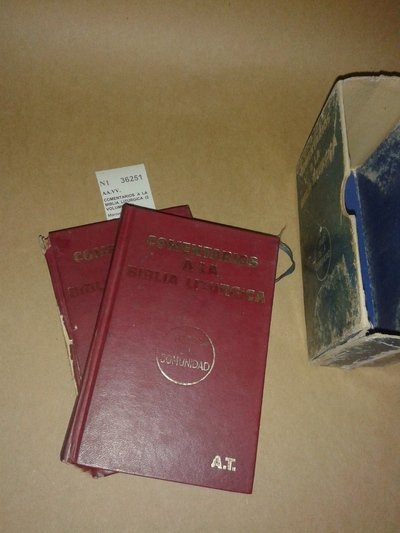 N1 36251
AA.VV.
COMENTARIOS A LA
BIBLIA LITURGICA (2
COMENTARIOS
A LA
BIBLIA LITURGICA
COMUNIDAD
A.T.